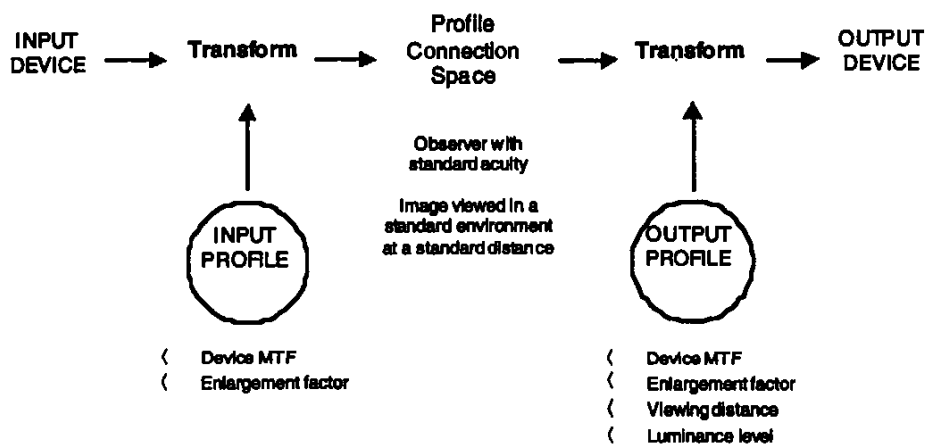 INPUT
DEVICE
Transform
Profile
Connection
Space
Transform
OUTPUT
DEVICE
Observer with
standard acuity
Image viewed in a
standard environment
at a standard distance
INPUT
PROFILE
OUTPUT
PROFILE
⟨ Device MTF
⟨ Enlargement factor
⟨ Device MTF
⟨ Enlargement factor
⟨ Viewing distance
⟨ Luminance level